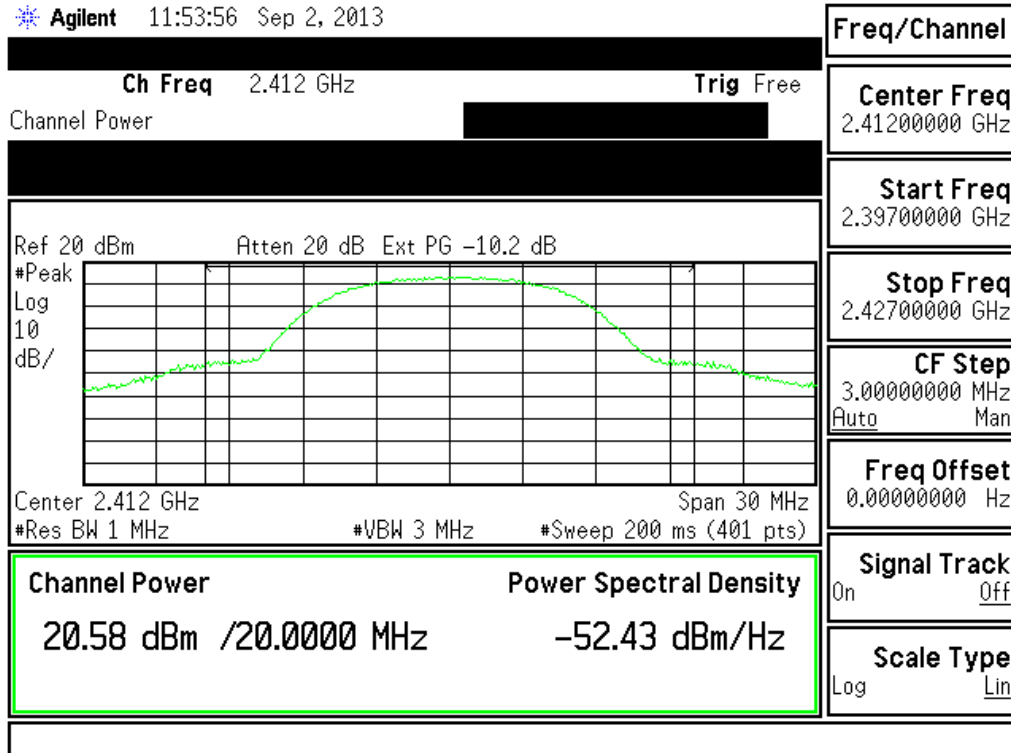 Agilent 11:53:56 Sep 2, 2013
Freq/Channel
Ch Freq 2.412 GHz Trig Free
Channel Power
Center Freq
2.41200000 GHz
Start Freq
2.39700000 GHz
Stop Freq
2.42700000 GHz
CF Step
3.00000000 MHz
Auto Man
Freq Offset
0.00000000 Hz
Signal Track
On Off
Scale Type
Log Lin
Ref 20 dBm Atten 20 dB Ext PG -10.2 dB
#Peak
Log
10
dB/
Center 2.412 GHz Span 30 MHz
#Res BW 1 MHz #VBW 3 MHz #Sweep 200 ms (401 pts)
Channel Power Power Spectral Density
20.58 dBm /20.0000 MHz -52.43 dBm/Hz